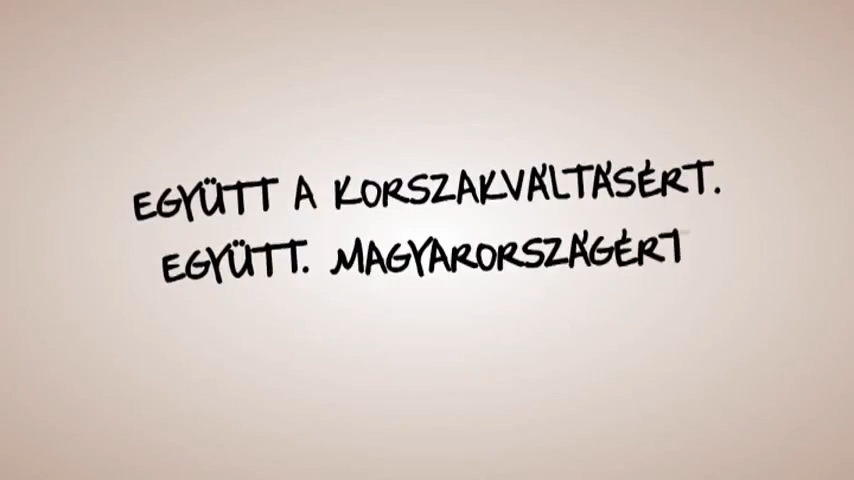 EGYÜTT A KORSZAKVÁLTÁSÉRT.
EGYÜTT. MAGYARORSZÁGÉRT